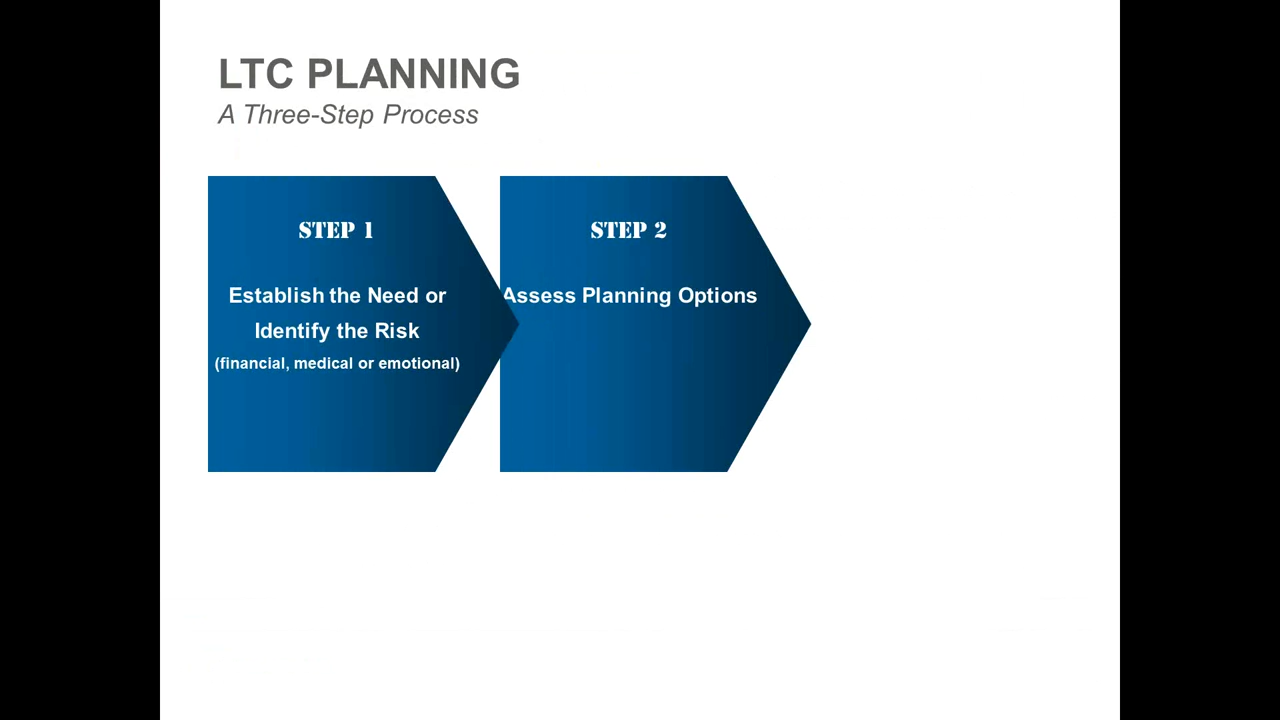 LTC PLANNING
A Three-Step Process
STEP 1
Establish the Need or
Identify the Risk
(financial, medical or emotional)
STEP 2
Assess Planning Options